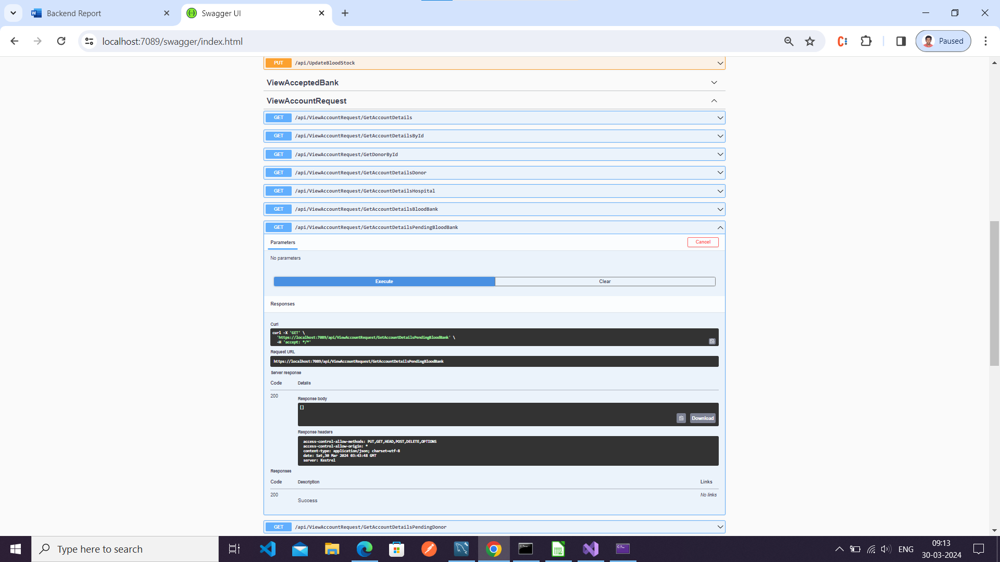 Backend Report
Swagger UI
localhost:7089/swagger/index.html
Paused
PUT /api/UpdateBloodStock
ViewAcceptedBank
ViewAccountRequest
GET /api/ViewAccountRequest/GetAccountDetails
GET /api/ViewAccountRequest/GetAccountDetailsById
GET /api/ViewAccountRequest/GetDonorById
GET /api/ViewAccountRequest/GetAccountDetailsDonor
GET /api/ViewAccountRequest/GetAccountDetailsHospital
GET /api/ViewAccountRequest/GetAccountDetailsBloodBank
GET /api/ViewAccountRequest/GetAccountDetailsPendingBloodBank
Parameters Cancel
No parameters
Execute Clear
Responses
Curl
curl -X 'GET' \
'https://localhost:7089/api/ViewAccountRequest/GetAccountDetailsPendingBloodBank' \
-H 'accept: */*'
Request URL
https://localhost:7089/api/ViewAccountRequest/GetAccountDetailsPendingBloodBank
Server response
Code Details
200
Response body
[]
Download
Response headers
access-control-allow-methods: PUT,GET,HEAD,POST,DELETE,OPTIONS
access-control-allow-origin: *
content-type: application/json; charset=utf-8
date: Sat,30 Mar 2024 03:43:48 GMT
server: Kestrel
Responses
Code Description Links
200 No links
Success
GET /api/ViewAccountRequest/GetAccountDetailsPendingDonor
Type here to search
ENG
09:13
30-03-2024